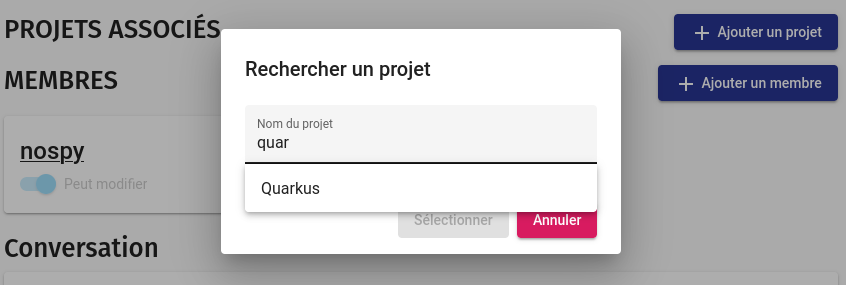 PROJETS ASSOCIÉS
Ajouter un projet
MEMBRES
Ajouter un membre
nospy
Peut modifier
Conversation
Rechercher un projet
Nom du projet
quar
Quarkus
Sélectionner
Annuler